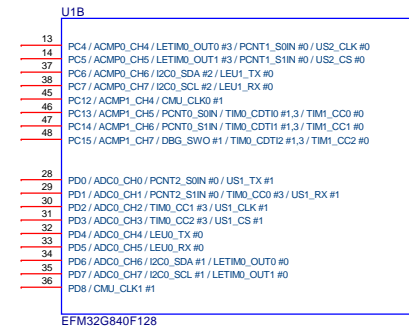 U1B
13 PC4 / ACMP0_CH4 / LETIM0_OUT0 #3 / PCNT1_S0IN #0 / US2_CLK #0
14 PC5 / ACMP0_CH5 / LETIM0_OUT1 #3 / PCNT1_S1IN #0 / US2_CS #0
37 PC6 / ACMP0_CH6 / I2C0_SDA #2 / LEU1_TX #0
38 PC7 / ACMP0_CH7 / I2C0_SCL #2 / LEU1_RX #0
45 PC12 / ACMP1_CH4 / CMU_CLK0 #1
46 PC13 / ACMP1_CH5 / PCNT0_S0IN / TIM0_CDTI0 #1,3 / TIM1_CC0 #0
47 PC14 / ACMP1_CH6 / PCNT0_S1IN / TIM0_CDTI1 #1,3 / TIM1_CC1 #0
48 PC15 / ACMP1_CH7 / DBG_SWO #1 / TIM0_CDTI2 #1,3 / TIM1_CC2 #0
28 PD0 / ADC0_CH0 / PCNT2_S0IN #0 / US1_TX #1
29 PD1 / ADC0_CH1 / PCNT2_S1IN #0 / TIM0_CC0 #3 / US1_RX #1
30 PD2 / ADC0_CH2 / TIM0_CC1 #3 / US1_CLK #1
31 PD3 / ADC0_CH3 / TIM0_CC2 #3 / US1_CS #1
32 PD4 / ADC0_CH4 / LEU0_TX #0
33 PD5 / ADC0_CH5 / LEU0_RX #0
34 PD6 / ADC0_CH6 / I2C0_SDA #1 / LETIM0_OUT0 #0
35 PD7 / ADC0_CH7 / I2C0_SCL #1 / LETIM0_OUT1 #0
36 PD8 / CMU_CLK1 #1
EFM32G840F128